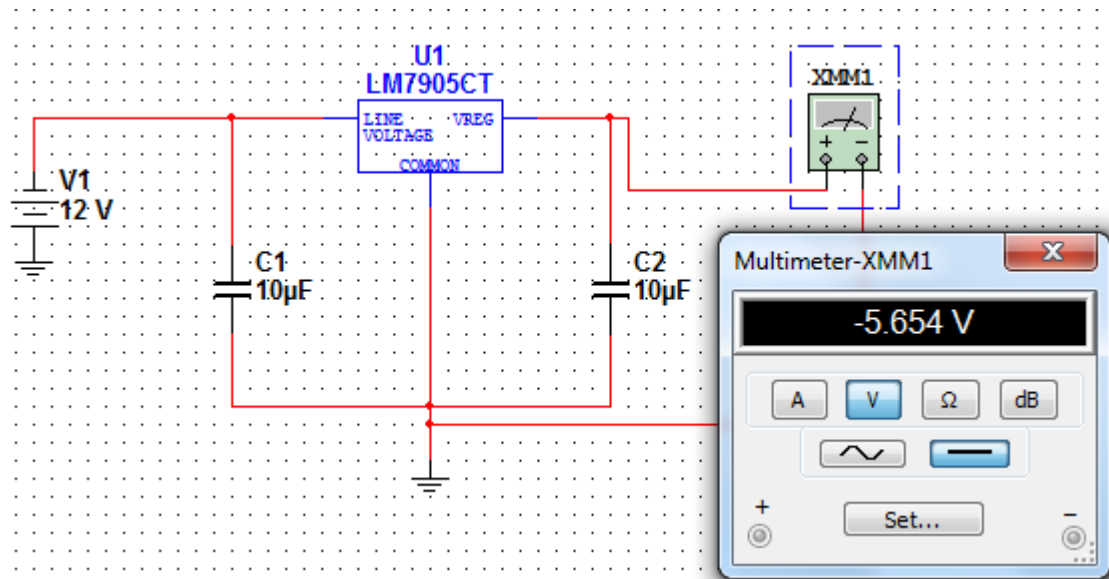 U1
LM7905CT
LINE VREG
VOLTAGE
COMMON
XMM1
+ −
V1
12 V
C1
10µF
C2
10µF
Multimeter-XMM1
x
-5.654 V
A V Ω dB
+ Set... −